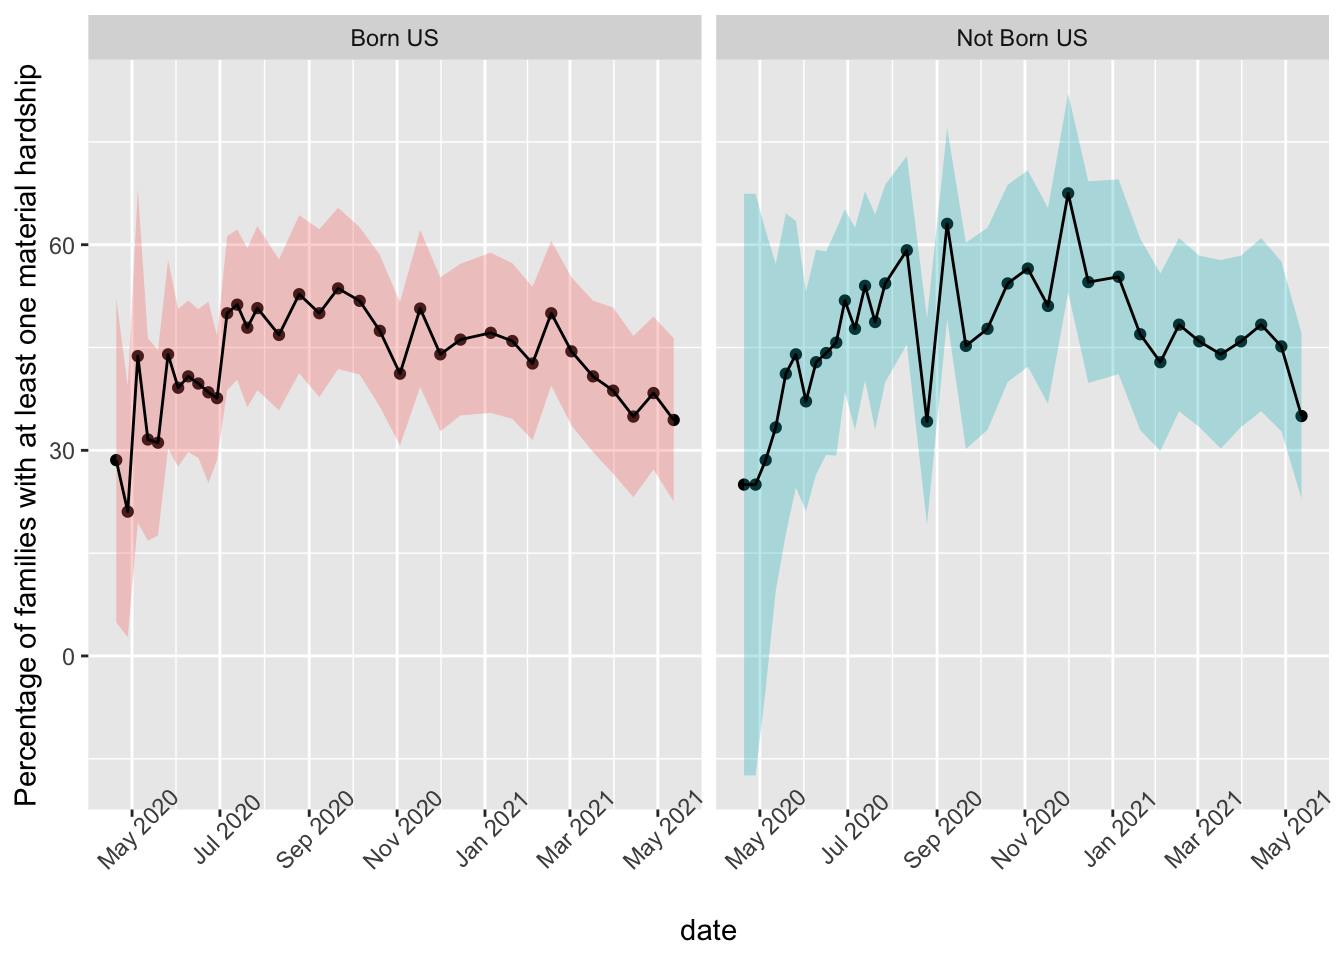 Born US
Not Born US
Percentage of families with at least one material hardship
60
30
0
May 2020
Jul 2020
Sep 2020
Nov 2020
Jan 2021
Mar 2021
May 2021
May 2020
Jul 2020
Sep 2020
Nov 2020
Jan 2021
Mar 2021
May 2021
date